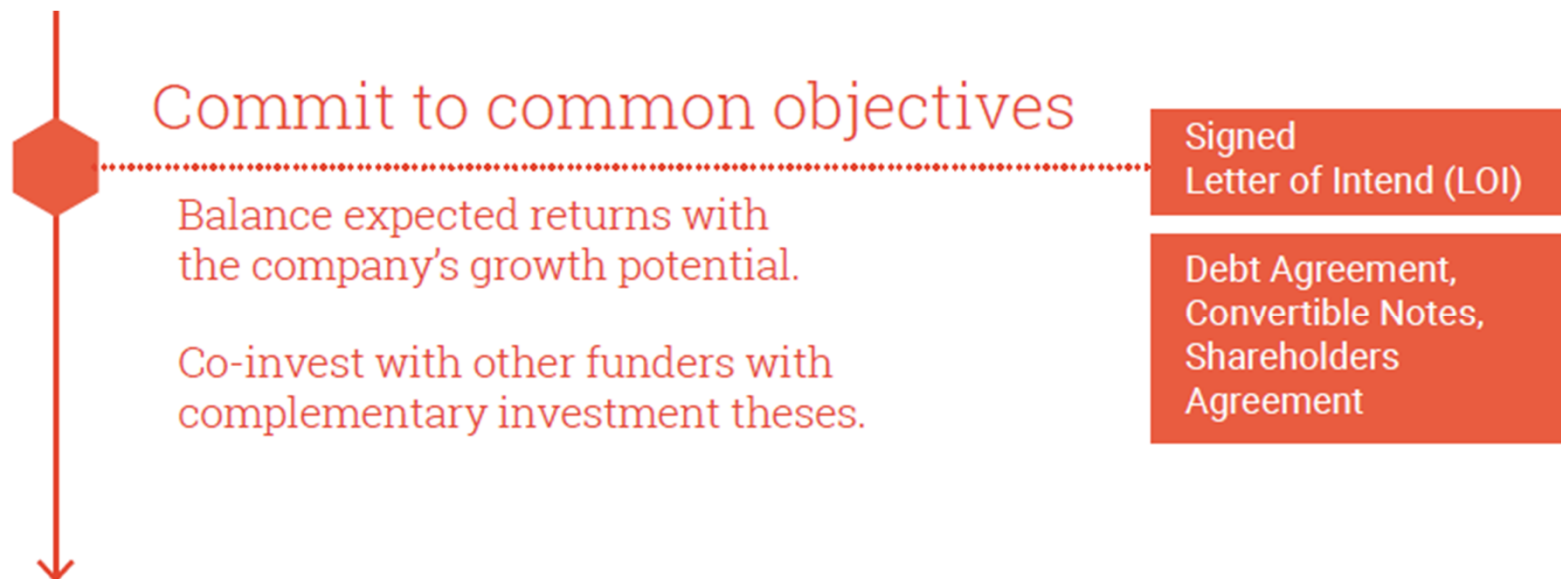 Commit to common objectives
Signed
Letter of Intend (LOI)
Balance expected returns with
the company's growth potential.
Co-invest with other funders with
complementary investment theses.
Debt Agreement,
Convertible Notes,
Shareholders
Agreement